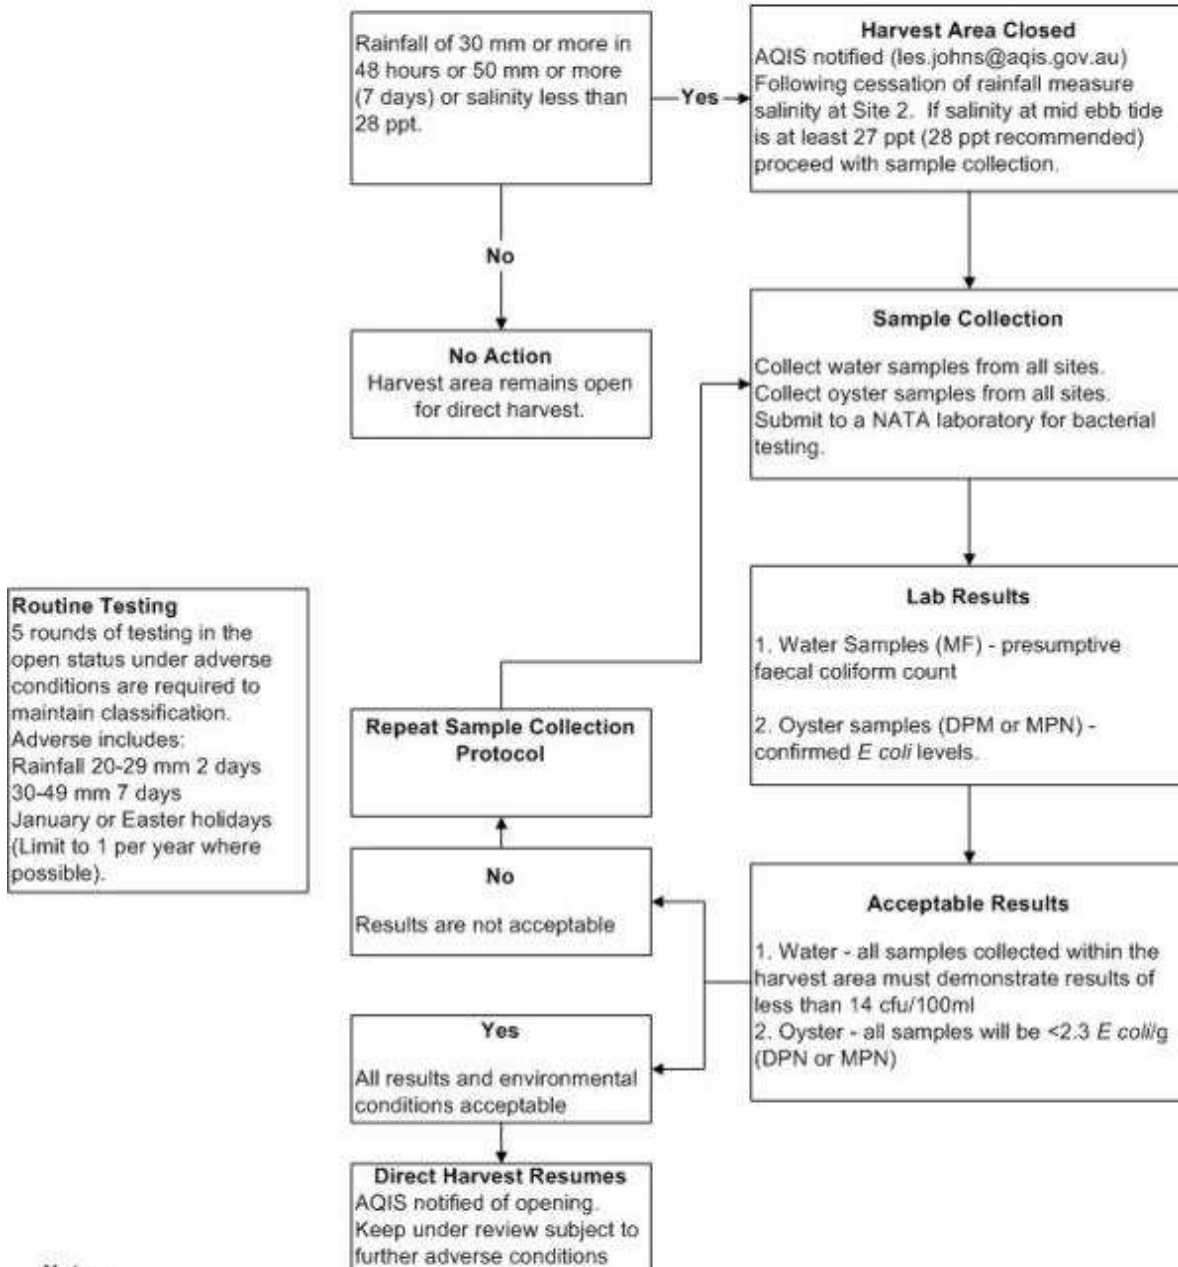 Rainfall of 30 mm or more in
48 hours or 50 mm or more
(7 days) or salinity less than
28 ppt.
Yes
Harvest Area Closed
AQIS notified (les.johns@aqis.gov.au)
Following cessation of rainfall measure
salinity at Site 2. If salinity at mid ebb tide
is at least 27 ppt (28 ppt recommended)
proceed with sample collection.
No
No Action
Harvest area remains open
for direct harvest.
Sample Collection
Collect water samples from all sites.
Collect oyster samples from all sites.
Submit to a NATA laboratory for bacterial
testing.
Lab Results
1. Water Samples (MF) - presumptive
faecal coliform count
2. Oyster samples (DPM or MPN) -
confirmed E coli levels.
Routine Testing
5 rounds of testing in the
open status under adverse
conditions are required to
maintain classification.
Adverse includes:
Rainfall 20-29 mm 2 days
30-49 mm 7 days
January or Easter holidays
(Limit to 1 per year where
possible).
Repeat Sample Collection
Protocol
No
Results are not acceptable
Acceptable Results
1. Water - all samples collected within the
harvest area must demonstrate results of
less than 14 cfu/100ml
2. Oyster - all samples will be <2.3 E coli/g
(DPN or MPN)
Yes
All results and environmental
conditions acceptable
Direct Harvest Resumes
AQIS notified of opening.
Keep under review subject to
further adverse conditions